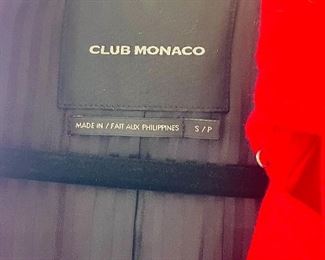 CLUB MONACO
MADE IN / FAIT AUX PHILIPPINES S / P